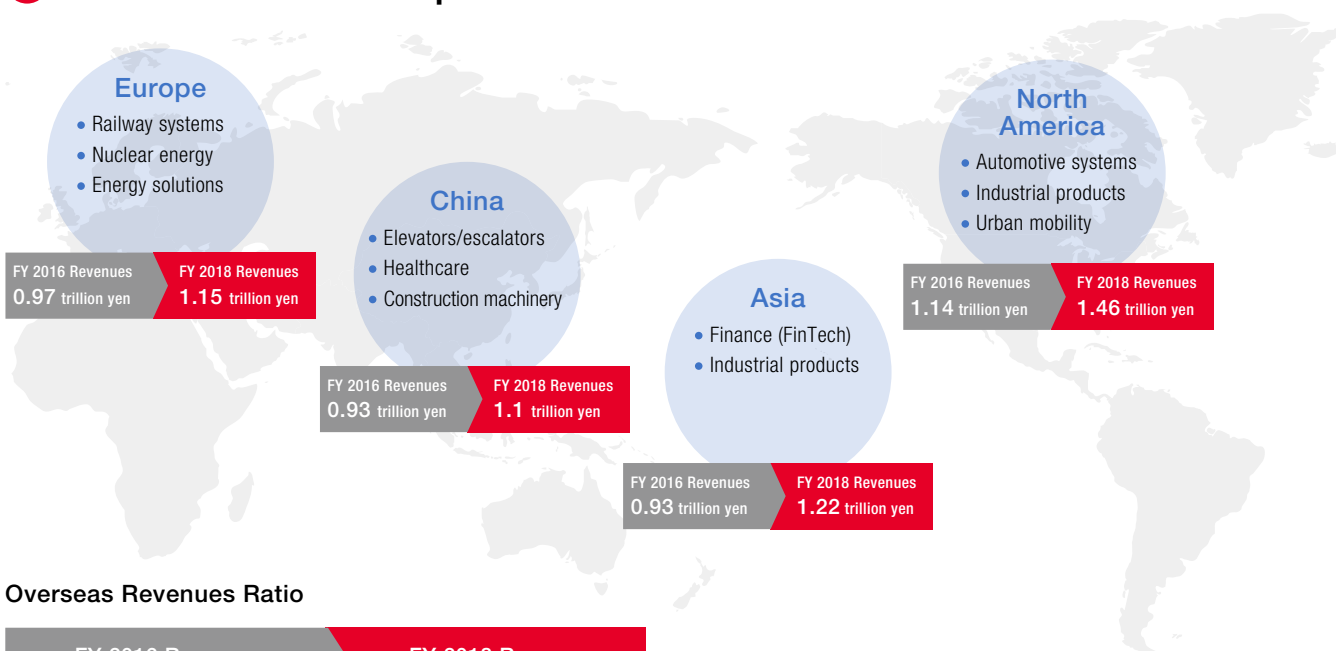 Europe
• Railway systems
• Nuclear energy
• Energy solutions
FY 2016 Revenues
0.97 trillion yen
FY 2018 Revenues
1.15 trillion yen
China
• Elevators/escalators
• Healthcare
• Construction machinery
FY 2016 Revenues
0.93 trillion yen
FY 2018 Revenues
1.1 trillion yen
Asia
• Finance (FinTech)
• Industrial products
FY 2016 Revenues
0.93 trillion yen
FY 2018 Revenues
1.22 trillion yen
North
America
• Automotive systems
• Industrial products
• Urban mobility
FY 2016 Revenues
1.14 trillion yen
FY 2018 Revenues
1.46 trillion yen
Overseas Revenues Ratio